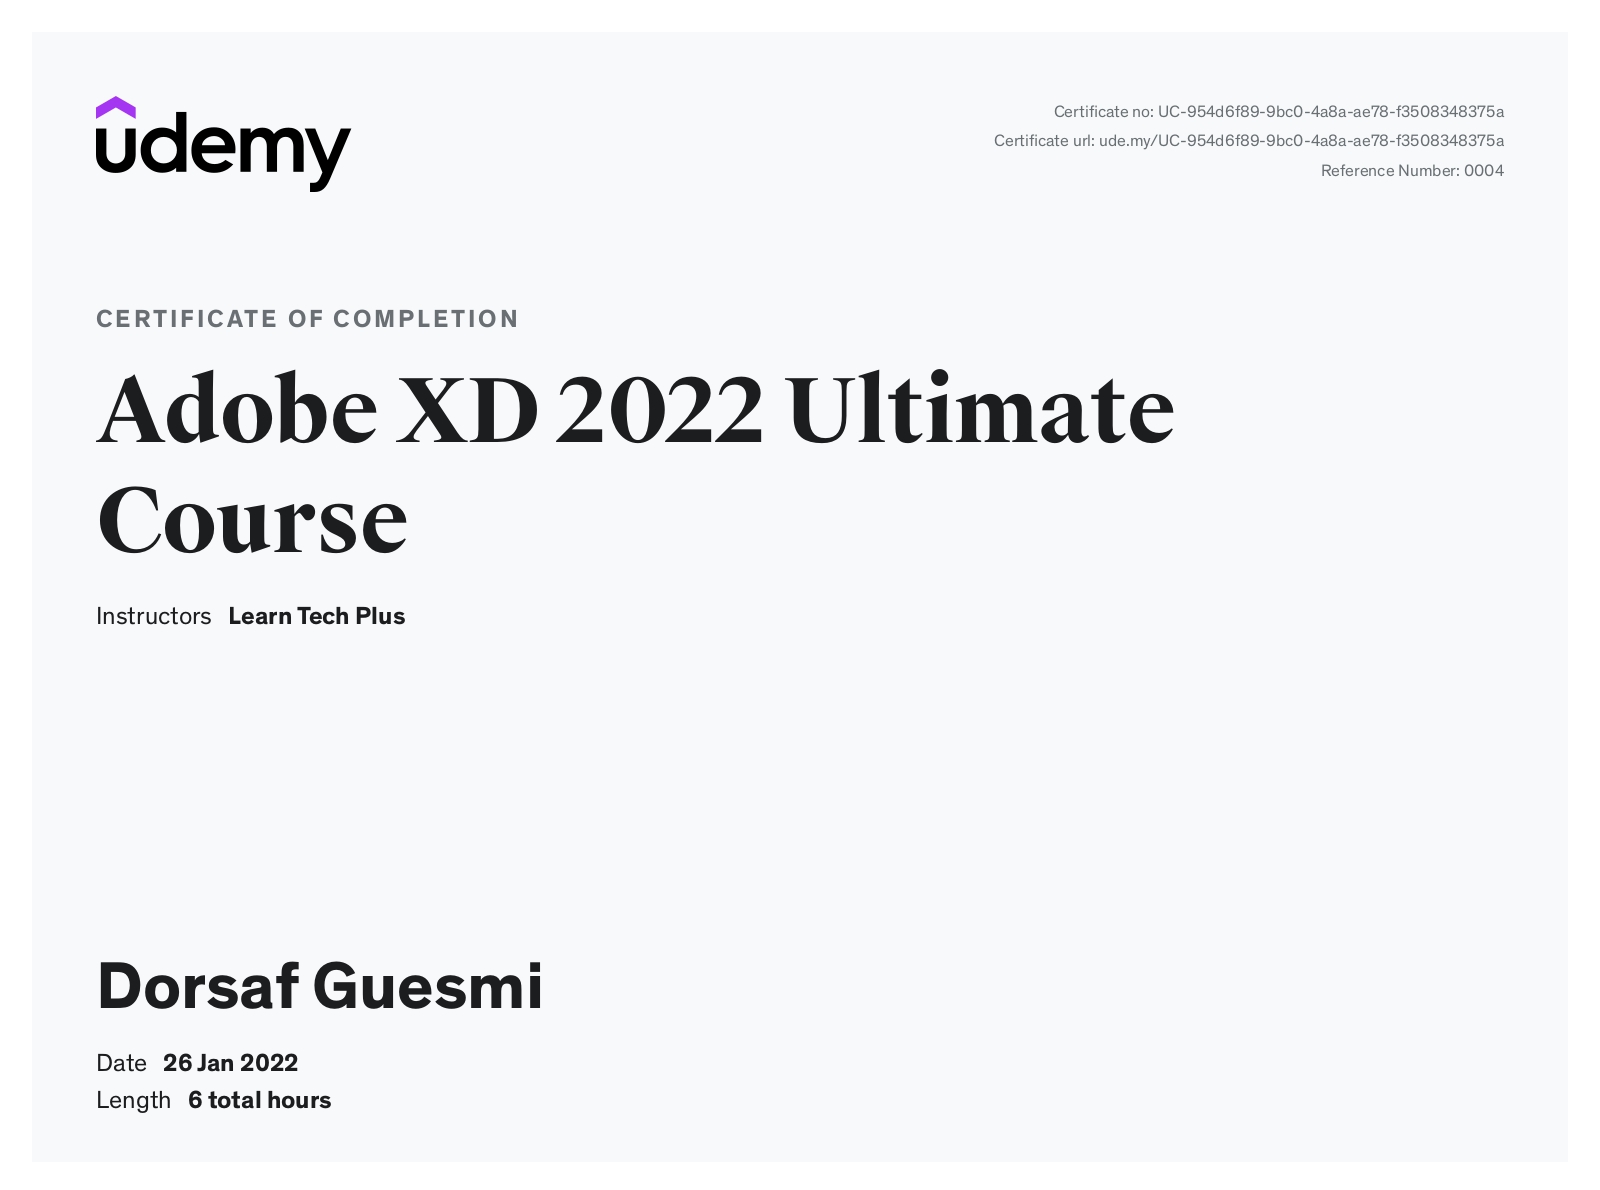 udemy
Certificate no: UC-954d6f89-9bc0-4a8a-ae78-f3508348375a
Certificate url: ude.my/UC-954d6f89-9bc0-4a8a-ae78-f3508348375a
Reference Number: 0004
CERTIFICATE OF COMPLETION
Adobe XD 2022 Ultimate
Course
Instructors Learn Tech Plus
Dorsaf Guesmi
Date 26 Jan 2022
Length 6 total hours